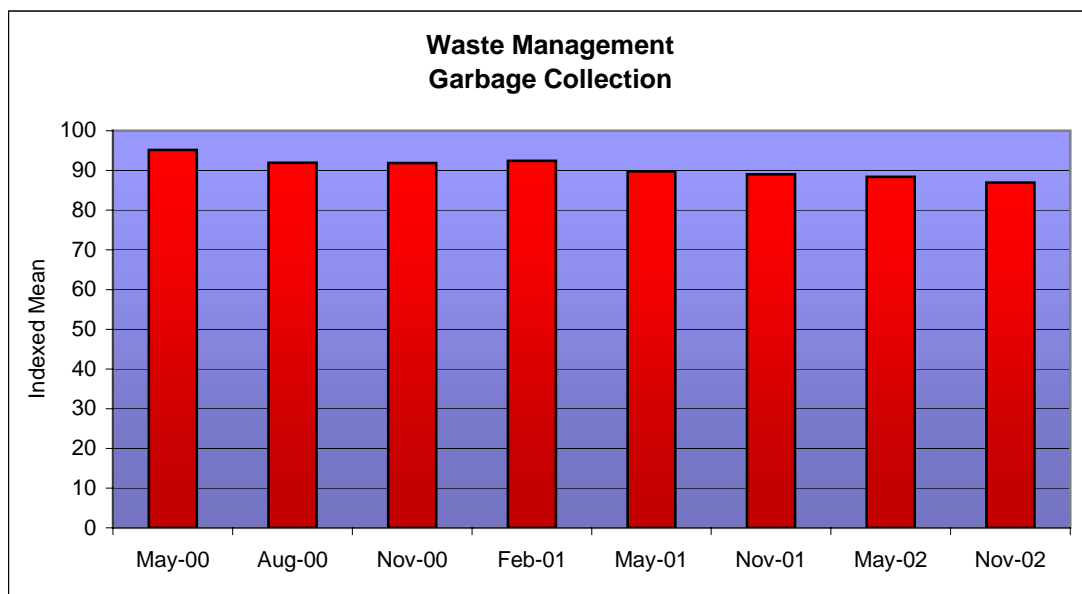 Waste Management
Garbage Collection
100
90
80
70
60
50
40
30
20
10
0
Indexed Mean
May-00 Aug-00 Nov-00 Feb-01 May-01 Nov-01 May-02 Nov-02